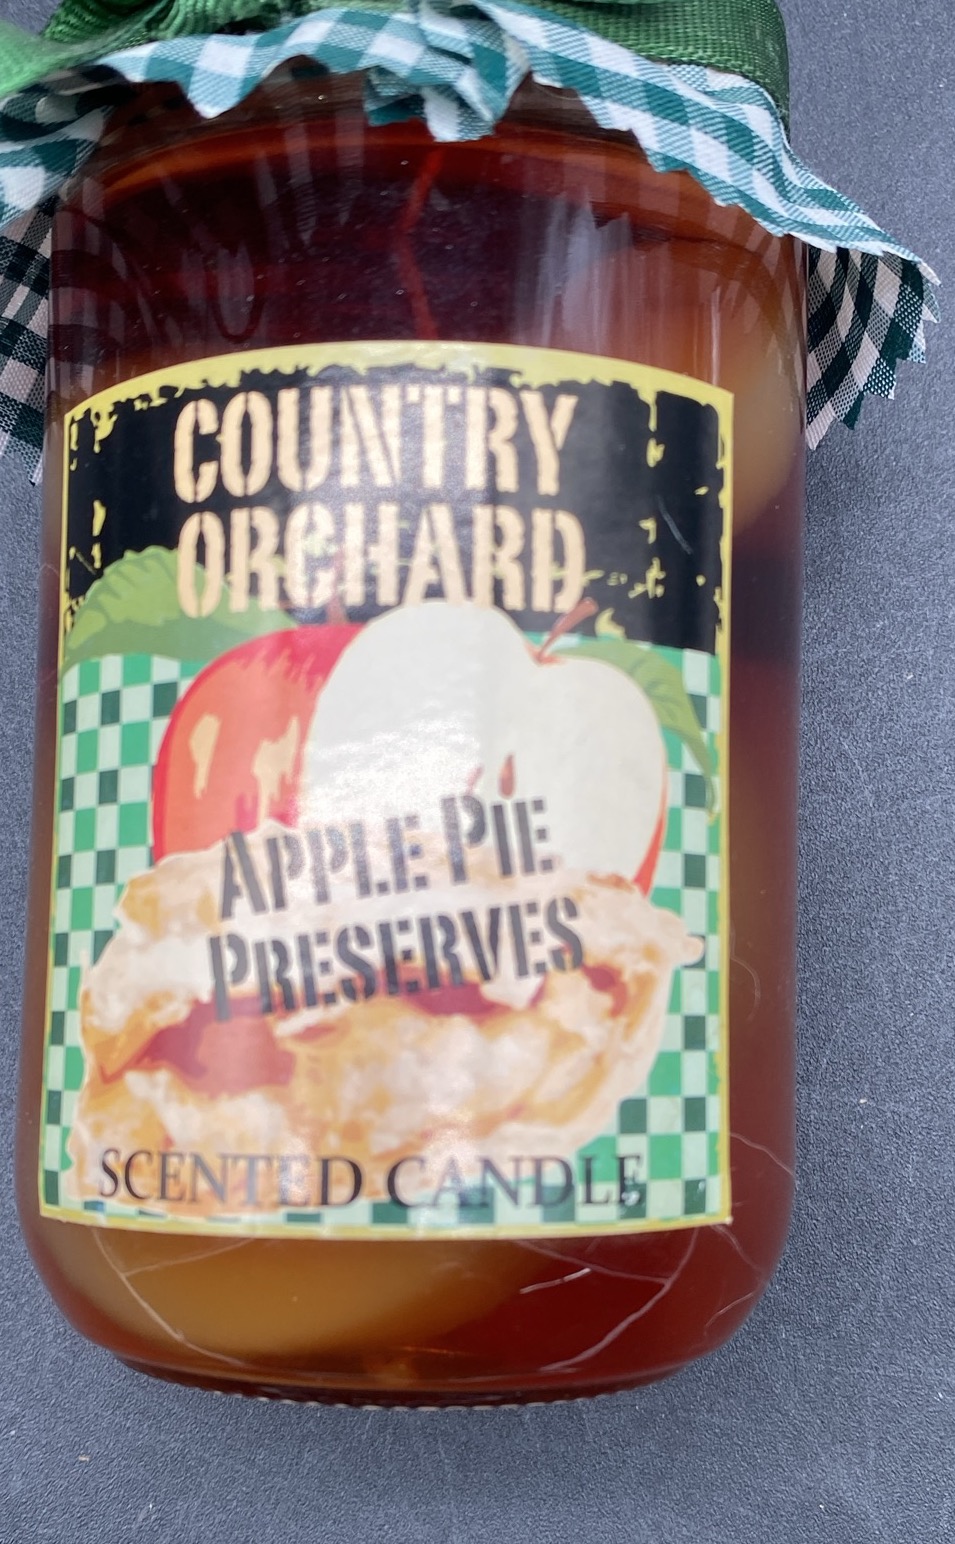 COUNTRY
ORCHARD
APPLE PIE
PRESERVES
SCENTED CANDLE